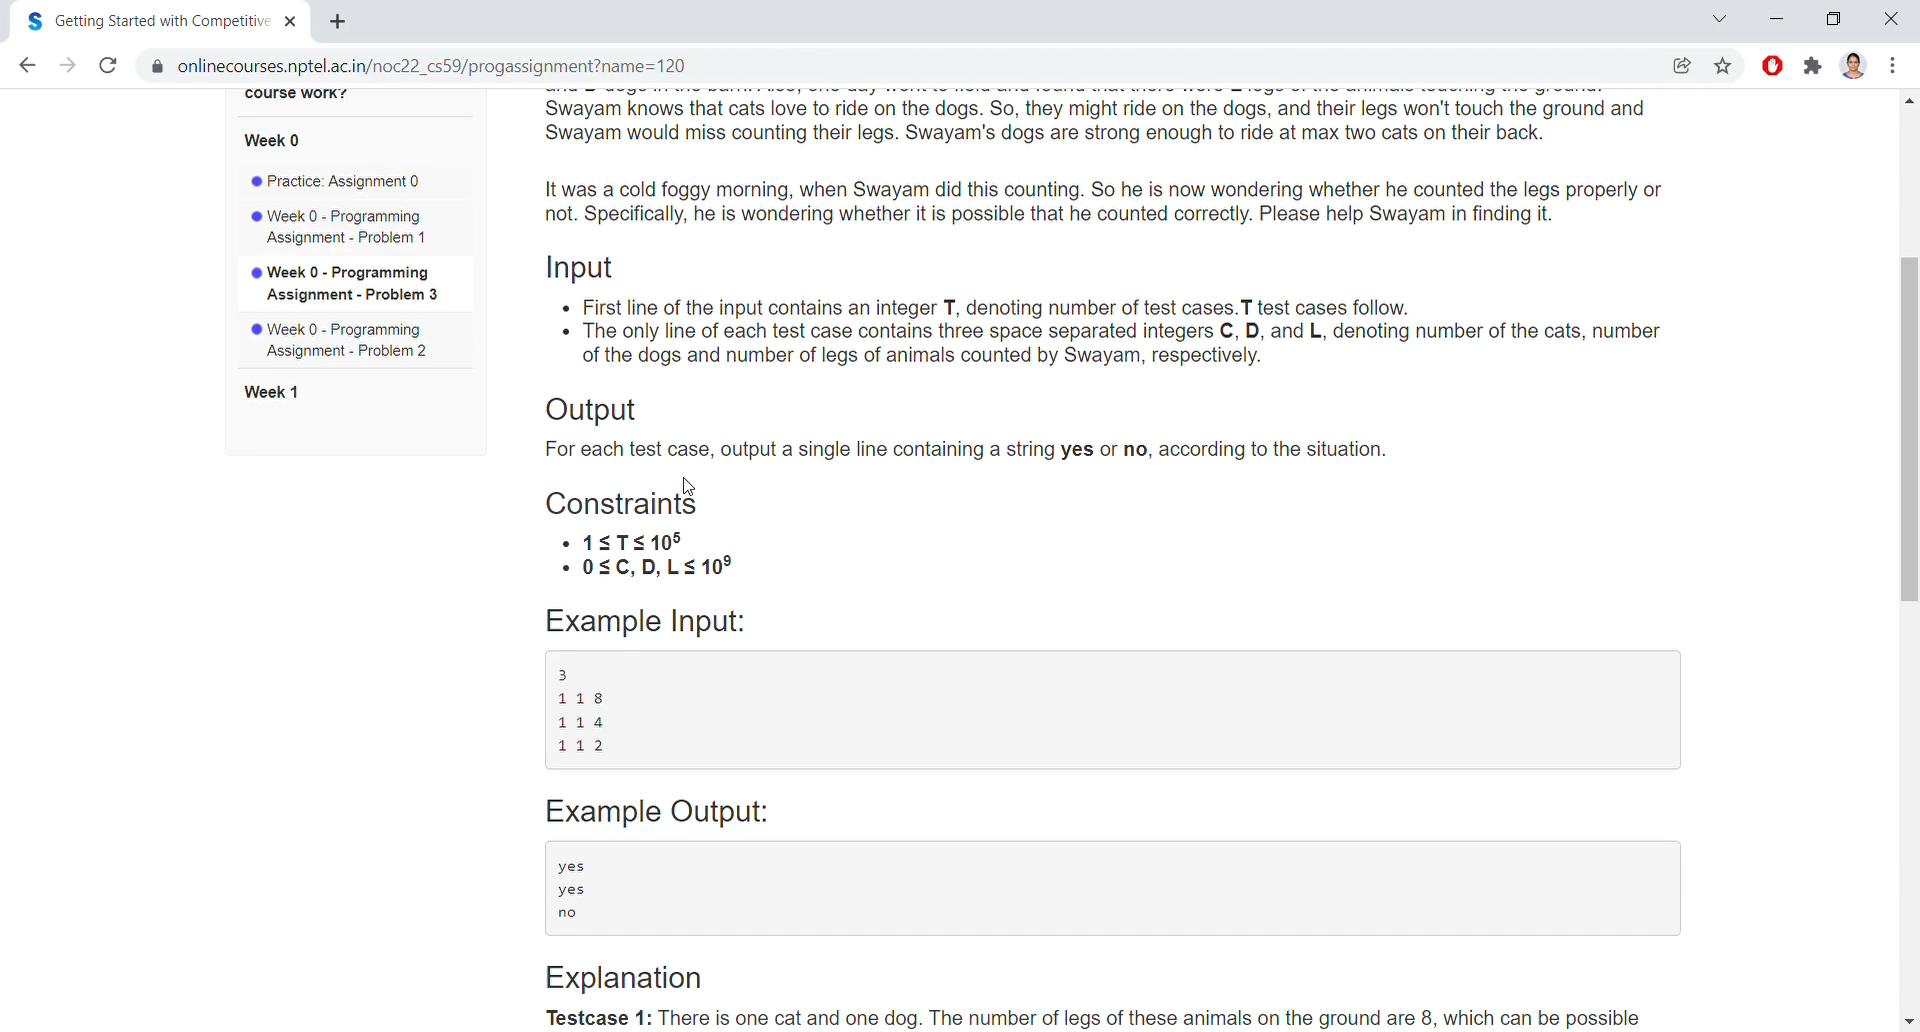 Getting Started with Competitive
onlinecourses.nptel.ac.in/noc22_cs59/progassignment?name=120
course work?
Week 0
Practice: Assignment 0
Week 0 - Programming
Assignment - Problem 1
Week 0 - Programming
Assignment - Problem 3
Week 0 - Programming
Assignment - Problem 2
Week 1
Swayam knows that cats love to ride on the dogs. So, they might ride on the dogs, and their legs won't touch the ground and
Swayam would miss counting their legs. Swayam's dogs are strong enough to ride at max two cats on their back.
It was a cold foggy morning, when Swayam did this counting. So he is now wondering whether he counted the legs properly or
not. Specifically, he is wondering whether it is possible that he counted correctly. Please help Swayam in finding it.
Input
• First line of the input contains an integer T, denoting number of test cases.T test cases follow.
• The only line of each test case contains three space separated integers C, D, and L, denoting number of the cats, number
of the dogs and number of legs of animals counted by Swayam, respectively.
Output
For each test case, output a single line containing a string yes or no, according to the situation.
Constraints
• 1 ≤ T ≤ 10⁵
• 0 ≤ C, D, L ≤ 10⁹
Example Input:
3
1 1 8
1 1 4
1 1 2
Example Output:
yes
yes
no
Explanation
Testcase 1: There is one cat and one dog. The number of legs of these animals on the ground are 8, which can be possible